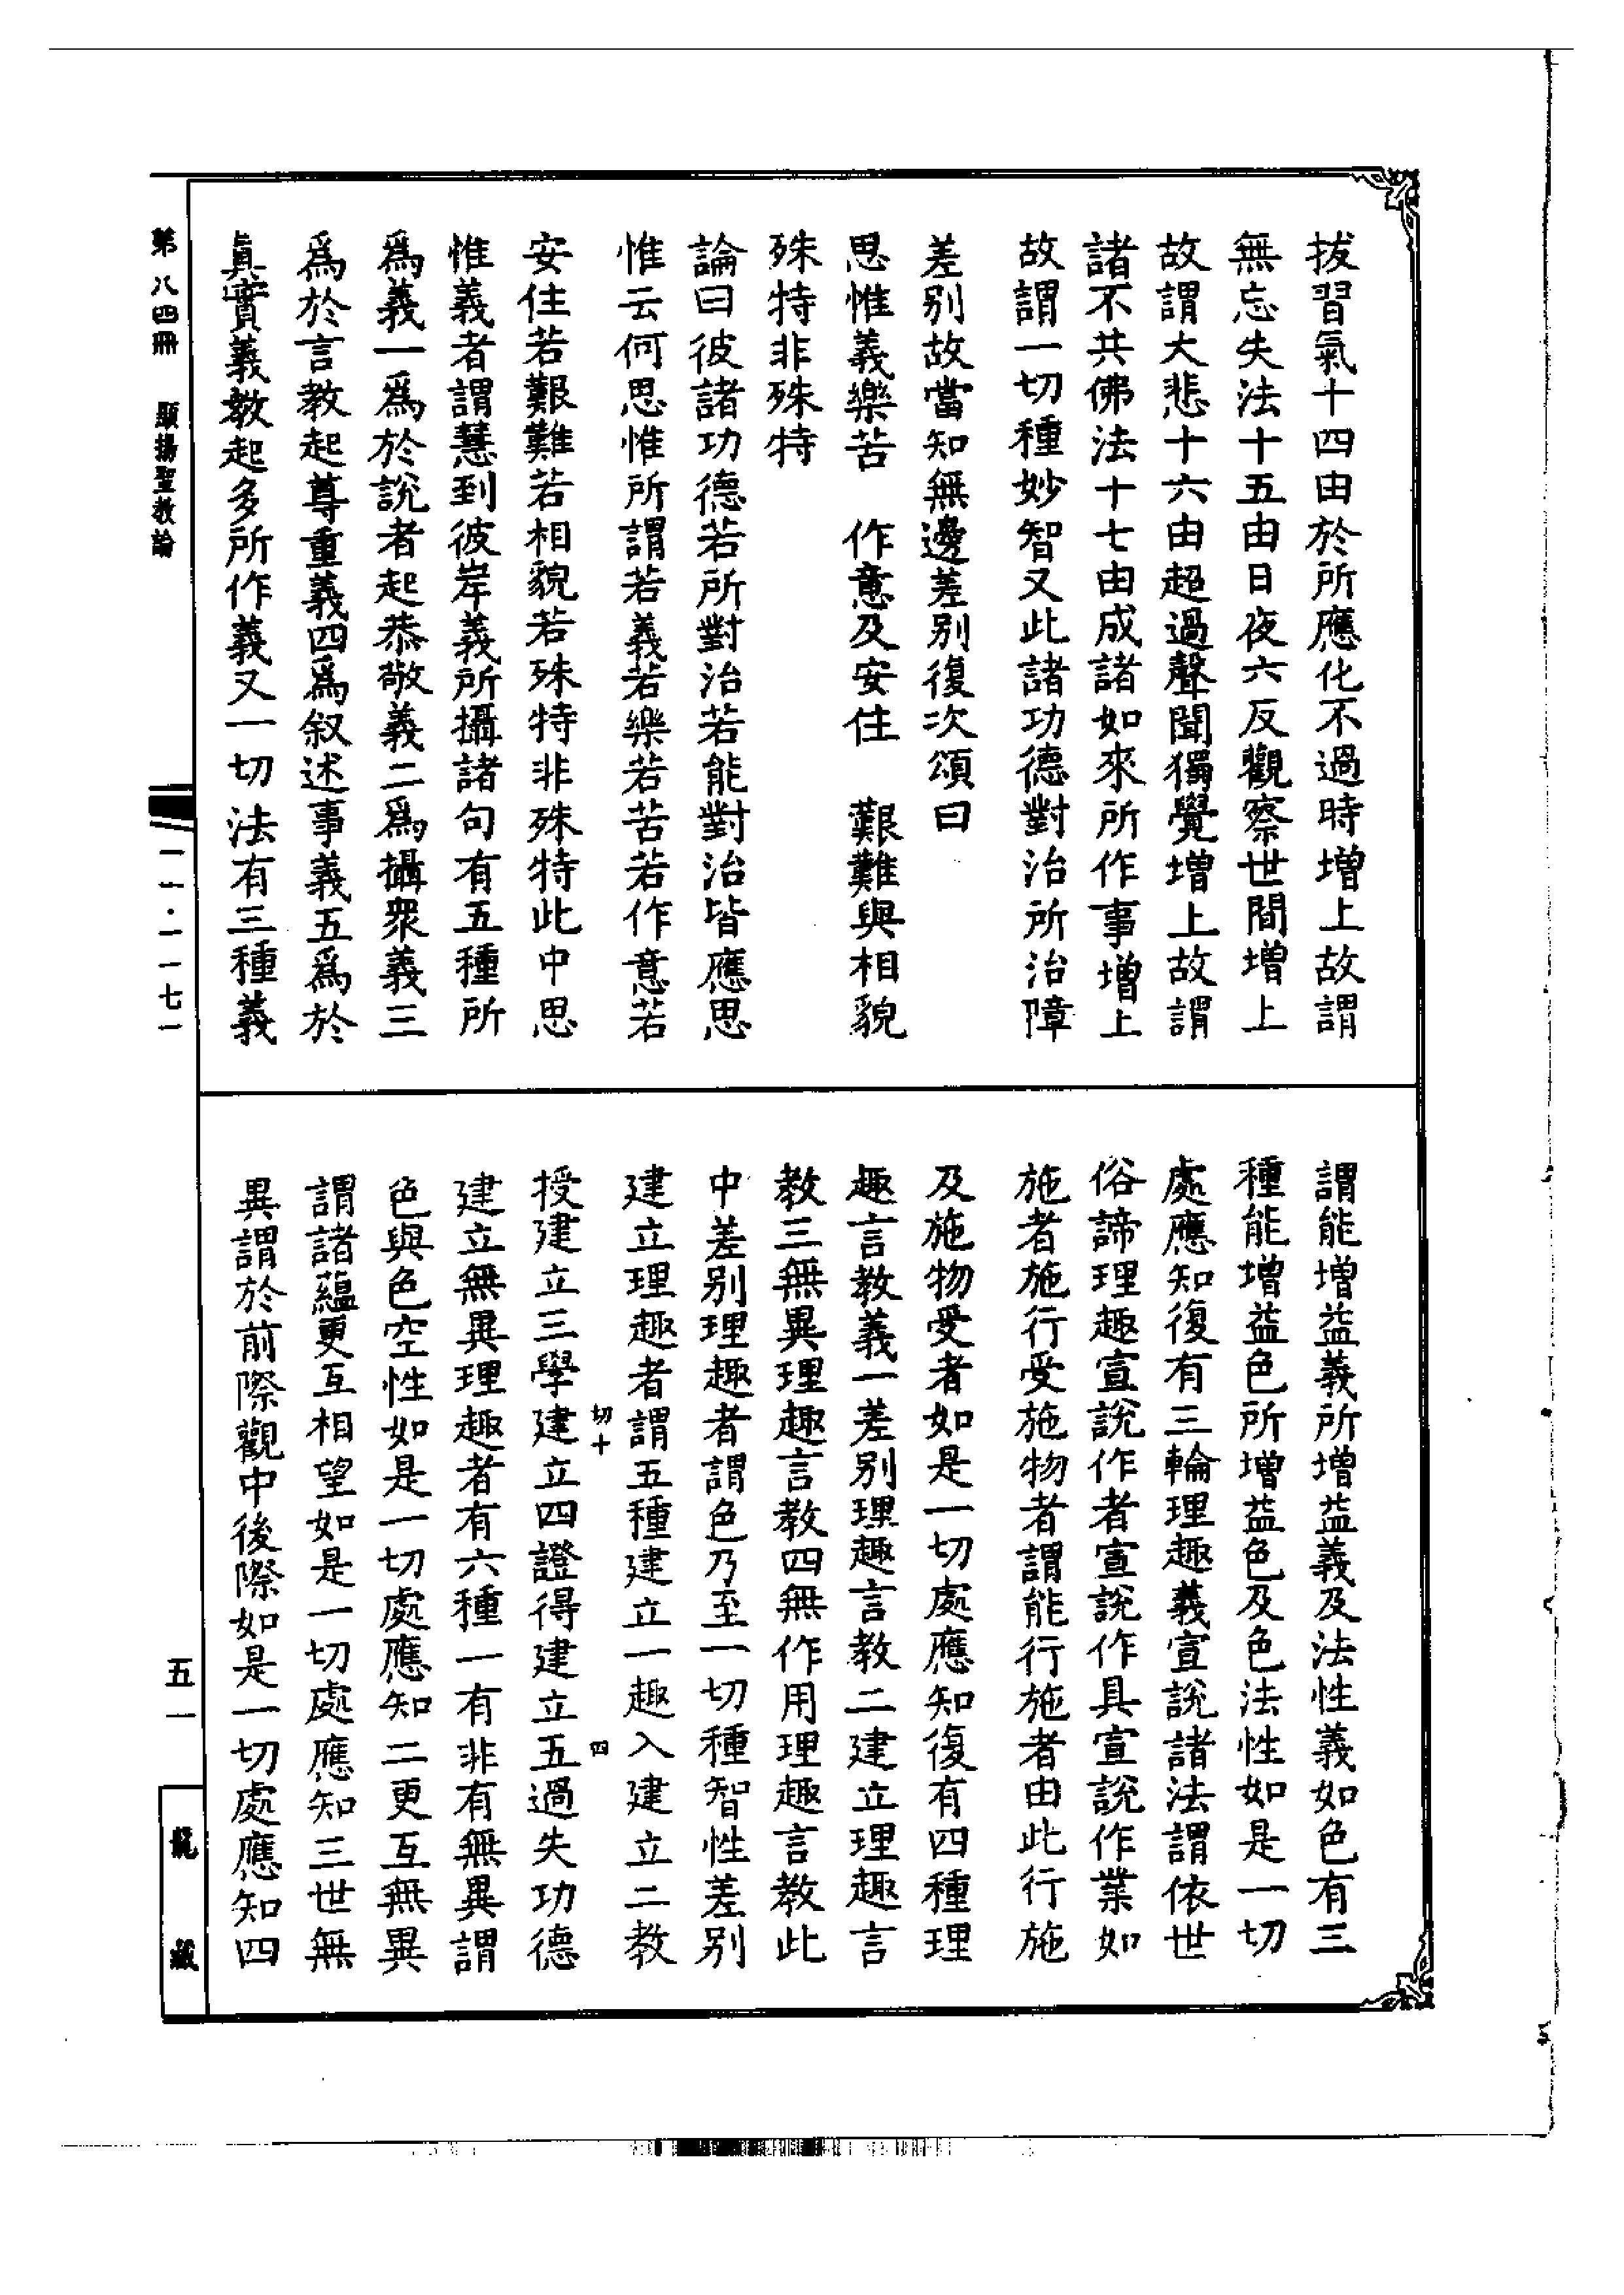 拔習氣十四由於所應化不過時增上故謂
無忘失法十五由日夜六反觀察世間增上
故謂大悲十六由超過聲聞獨覺增上故謂
諸不共佛法十七由成諸如來所作事增上
故謂一切種妙智又此諸功德對治所治障
差別故當知無邊差別復次頌曰
思惟義樂苦　作意及安住　艱難與相貌
殊特非殊特
論曰彼諸功德若所對治若能對治皆應思
惟云何思惟所謂若義若樂若苦若作意若
安住若艱難若相貌若殊特非殊特此中思
惟義者謂慧到彼岸義所攝諸句有五種所
爲義一爲於說者起恭敬義二爲攝衆義三
爲於言教起尊重義四爲叙述事義五爲於
眞實義教起多所作義又一切法有三種義
謂能增益義所增益義及法性義如色有三
種能增益色所增益色及色法性如是一切
處應知復有三輪理趣義宣說諸法謂依世
俗諦理趣宣說作者宣說作具宣說作業如
施者施行受施物者謂能行施者由此行施
及施物受者如是一切處應知復有四種理
趣言教義一差別理趣言教二建立理趣言
教三無異理趣言教四無作用理趣言教此
中差別理趣者謂色乃至一切種智性差別
建立理趣者謂五種建立一趣入建立二教
切十　四
授建立三學建立四證得建立五過失功德
建立無異理趣者有六種一有非有無異謂
色與色空性如是一切處應知二更互無異
謂諸蘊更互相望如是一切處應知三世無
異謂於前際觀中後際如是一切處應知四
第八四冊　顯揚聖教論
一一·一一七一
五一
龍藏